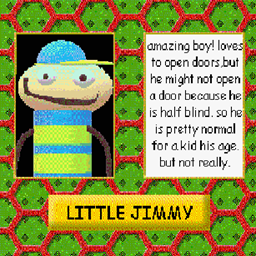 amazing boy! loves
to open doors,but
he might not open
a door because he
is half blind. so he
is pretty normal
for a kid his age.
but not really.
LITTLE JIMMY